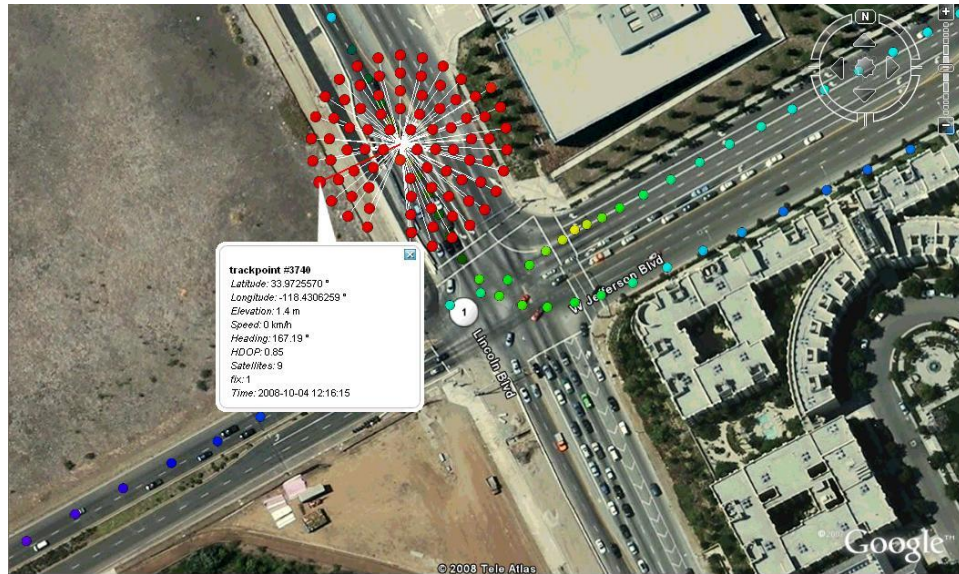 N
W Jefferson Blvd
trackpoint #3740
Latitude: 33.9725570 °
Longitude: -118.4306259 °
Elevation: 1.4 m
Speed: 0 km/h
Heading: 167.19 °
HDOP: 0.85
Satellites: 9
fix: 1
Time: 2008-10-04 12:16:15
1
Lincoln Blvd
Google™
© 2008 Tele Atlas